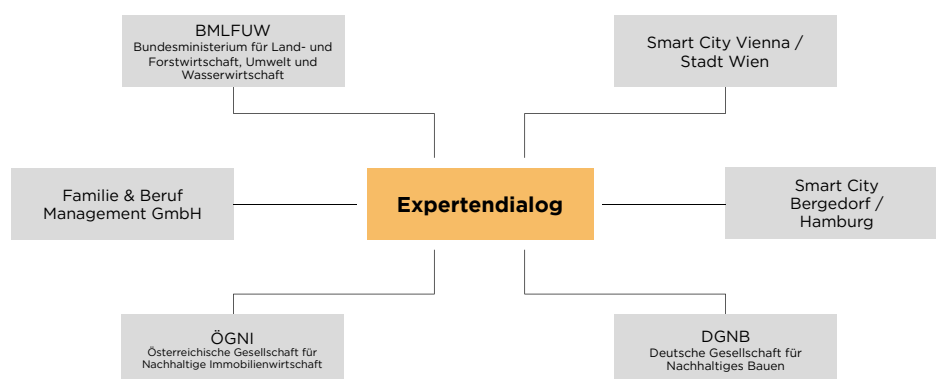 BMLFUW
Bundesministerium für Land- und
Forstwirtschaft, Umwelt und
Wasserwirtschaft
Smart City Vienna /
Stadt Wien
Familie & Beruf
Management GmbH
Expertendialog
Smart City
Bergedorf /
Hamburg
ÖGNI
Österreichische Gesellschaft für
Nachhaltige Immobilienwirtschaft
DGNB
Deutsche Gesellschaft für
Nachhaltiges Bauen